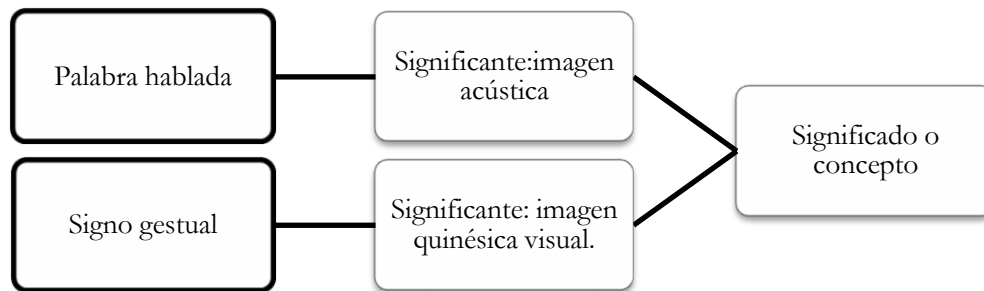 Palabra hablada
Significante:imagen
acústica
Significado o
concepto
Signo gestual
Significante: imagen
quinésica visual.